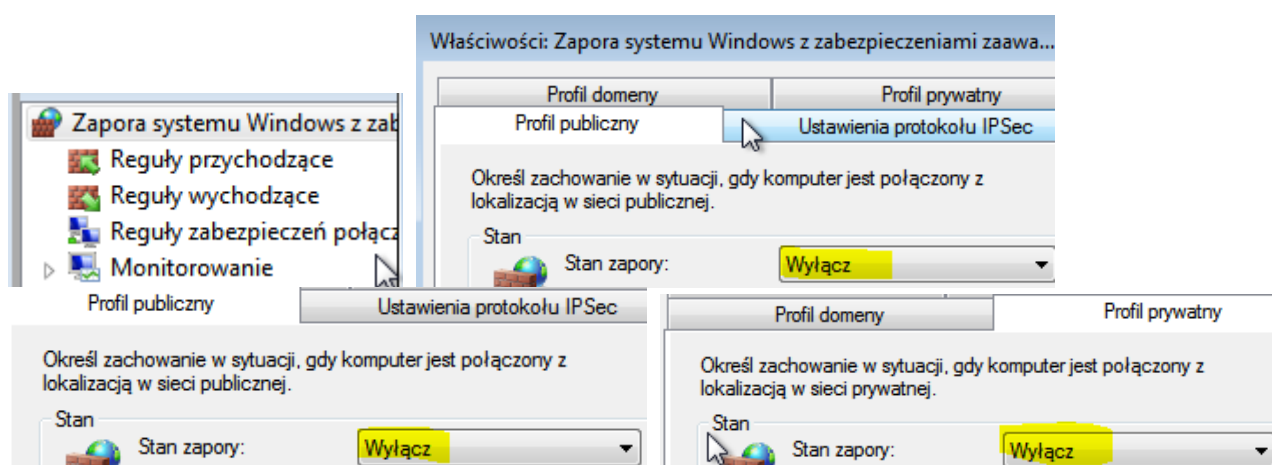 Właściwości: Zapora systemu Windows z zabezpieczeniami zaawa...
Profil domeny
Profil prywatny
Profil publiczny
Ustawienia protokołu IPSec
Określ zachowanie w sytuacji, gdy komputer jest połączony z
lokalizacją w sieci publicznej.
Stan
Stan zapory:
Wyłącz
Zapora systemu Windows z zab
Reguły przychodzące
Reguły wychodzące
Reguły zabezpieczeń połącz
Monitorowanie
Profil publiczny
Ustawienia protokołu IPSec
Określ zachowanie w sytuacji, gdy komputer jest połączony z
lokalizacją w sieci publicznej.
Stan
Stan zapory:
Wyłącz
Profil domeny
Profil prywatny
Określ zachowanie w sytuacji, gdy komputer jest połączony z
lokalizacją w sieci prywatnej.
Stan
Stan zapory:
Wyłącz